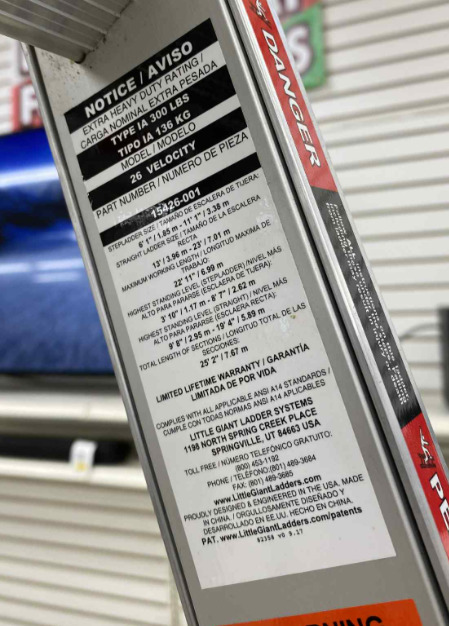 NOTICE / AVISO
EXTRA HEAVY DUTY RATING /
CARGA NOMINAL EXTRA PESADA
TYPE IA 300 LBS
TIPO IA 136 KG
MODEL / MODELO
26 VELOCITY
PART NUMBER / NÚMERO DE PIEZA
15426-001
STEPLADDER SIZE / TAMAÑO DE ESCALERA DE TIJERA:
6' 1" / 1.85 m - 11' 1" / 3.38 m
STRAIGHT LADDER SIZE / TAMAÑO DE LA ESCALERA
RECTA:
13' / 3.96 m - 23' / 7.01 m
MAXIMUM WORKING LENGTH / LONGITUD MAXIMA DE
TRABAJO:
22' 11" / 6.99 m
HIGHEST STANDING LEVEL (STEPLADDER) / NIVEL MÁS
ALTO PARA PARARSE (ESCLAERA DE TIJERA):
3' 10" / 1.17 m - 8' 7" / 2.62 m
HIGHEST STANDING LEVEL (STRAIGHT) / NIVEL MÁS
ALTO PARA PARARSE (ESCLAERA RECTA):
9' 8" / 2.95 m - 19' 4" / 5.89 m
TOTAL LENGTH OF SECTIONS / LONGITUD TOTAL DE LAS
SECCIONES:
25' 2" / 7.67 m
LIMITED LIFETIME WARRANTY / GARANTÍA
LIMITADA DE POR VIDA
COMPLIES WITH ALL APPLICABLE ANSI A14 STANDARDS /
CUMPLE CON TODAS NORMAS ANSI A14 APLICABLES
LITTLE GIANT LADDER SYSTEMS
1198 NORTH SPRING CREEK PLACE
SPRINGVILLE, UT 84663 USA
TOLL FREE / NÚMERO TELEFÓNICO GRATUITO:
(800) 453-1192
PHONE / TELÉFONO:(801) 489-3684
FAX: (801) 489-3685
www.LittleGiantLadders.com
PROUDLY DESIGNED & ENGINEERED IN THE USA. MADE
IN CHINA. / ORGULLOSAMENTE DISEÑADO Y
DESARROLLADO EN EE.UU. HECHO EN CHINA.
PAT. www.LittleGiantLadders.com/patents
DANGER